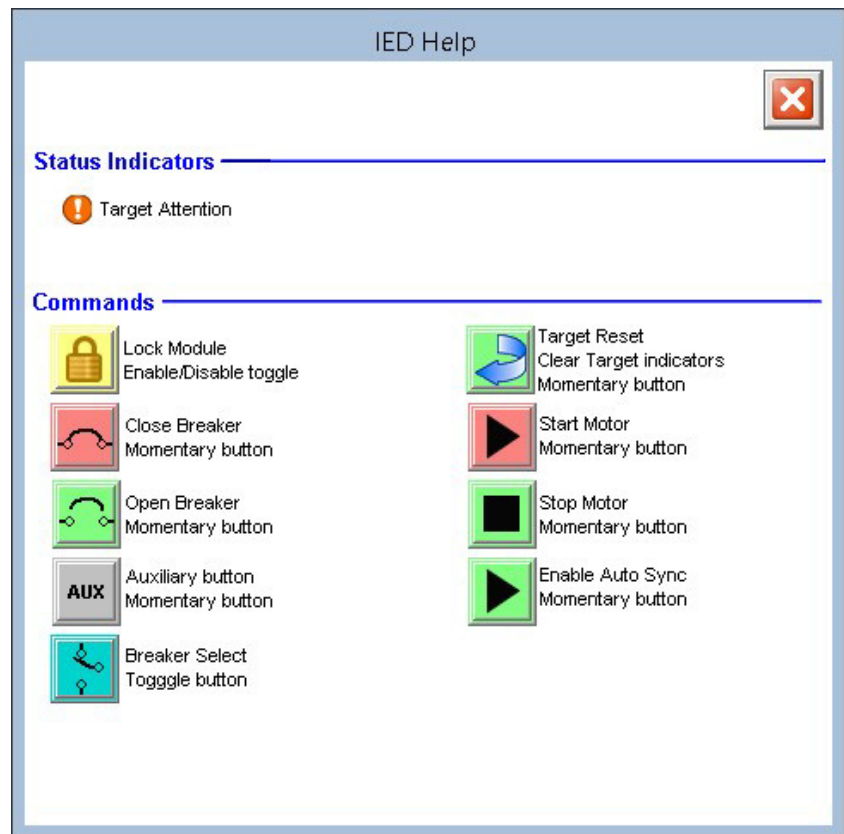 IED Help
Status Indicators
Target Attention
Commands
Lock Module
Enable/Disable toggle
Close Breaker
Momentary button
Open Breaker
Momentary button
AUX
Auxiliary button
Momentary button
Breaker Select
Togggle button
Target Reset
Clear Target indicators
Momentary button
Start Motor
Momentary button
Stop Motor
Momentary button
Enable Auto Sync
Momentary button